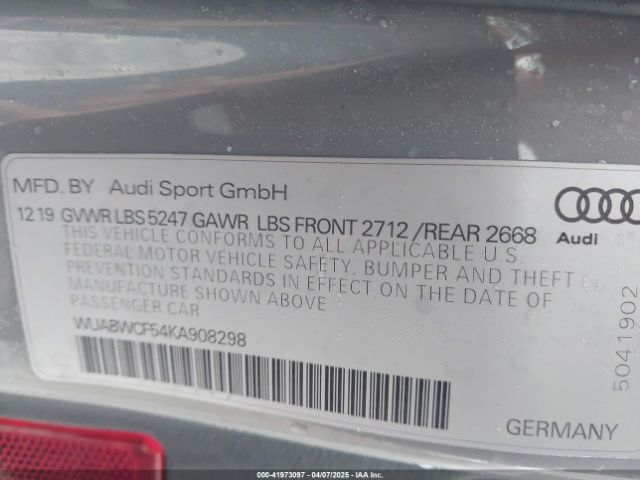 MFD. BY Audi Sport GmbH
12 19 GVWR LBS 5247 GAWR LBS FRONT 2712 /REAR 2668
THIS VEHICLE CONFORMS TO ALL APPLICABLE U.S.
FEDERAL MOTOR VEHICLE SAFETY, BUMPER AND THEFT
PREVENTION STANDARDS IN EFFECT ON THE DATE OF
MANUFACTURE SHOWN ABOVE
PASSENGER CAR
WUABWCF54KA908298
Audi
5041902
GERMANY
000-41973097 04/07/2025 IAAI.COM